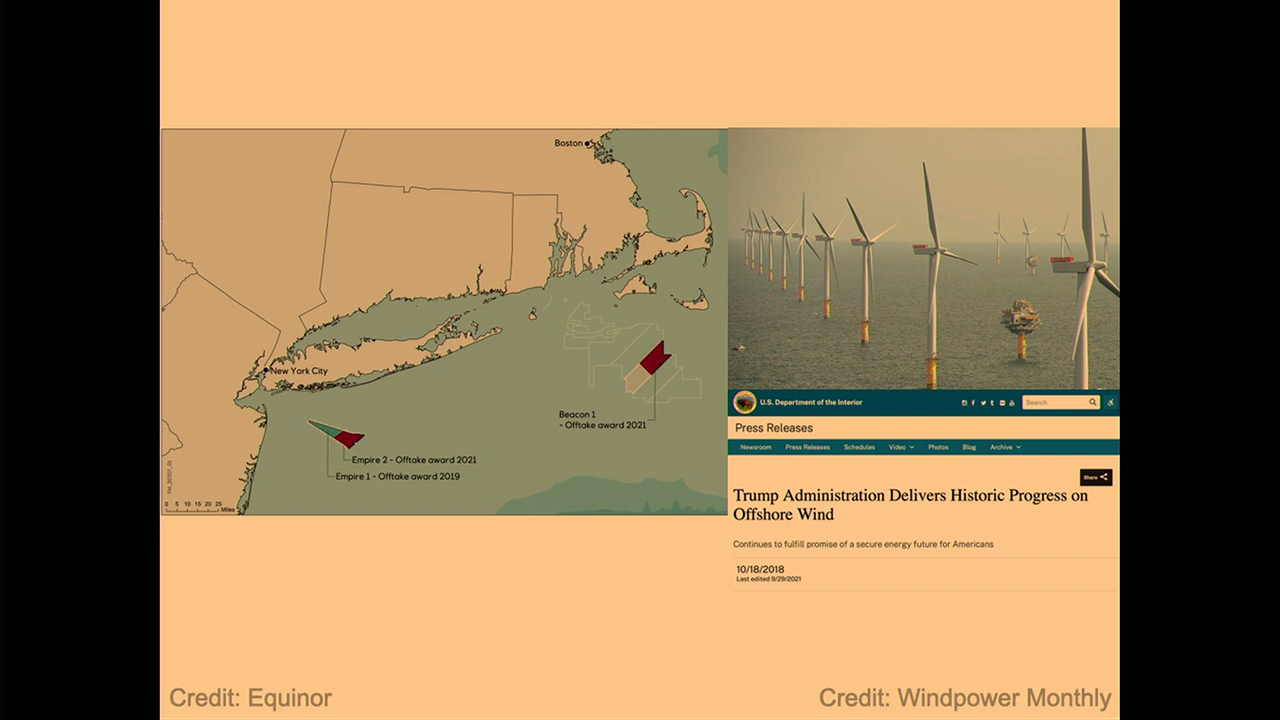 Boston
New York City
Beacon 1
- Offtake award 2021
Empire 2 - Offtake award 2021
Empire 1 - Offtake award 2019
0 5 10 15 20 25
Miles
U.S. Department of the Interior
Search
Press Releases
Newsroom Press Releases Schedules Video Photos Blog Archive
Share
Trump Administration Delivers Historic Progress on
Offshore Wind
Continues to fulfill promise of a secure energy future for Americans
10/18/2018
Last edited 9/29/2021
Credit: Equinor
Credit: Windpower Monthly